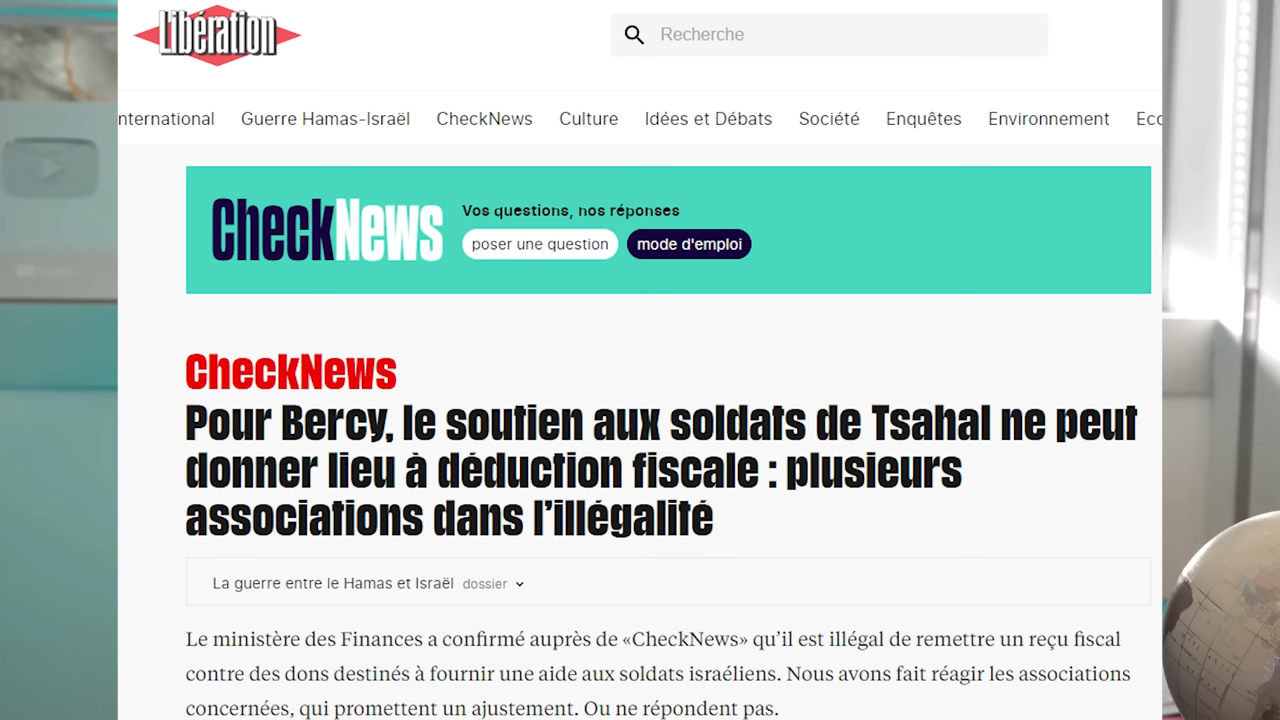 Libération
Recherche
nternational Guerre Hamas-Israël CheckNews Culture Idées et Débats Société Enquêtes Environnement Eco
CheckNews
Vos questions, nos réponses
poser une question mode d'emploi
CheckNews
Pour Bercy, le soutien aux soldats de Tsahal ne peut
donner lieu à déduction fiscale : plusieurs
associations dans l'illégalité
La guerre entre le Hamas et Israël dossier
Le ministère des Finances a confirmé auprès de «CheckNews» qu'il est illégal de remettre un reçu fiscal
contre des dons destinés à fournir une aide aux soldats israéliens. Nous avons fait réagir les associations
concernées, qui promettent un ajustement. Ou ne répondent pas.